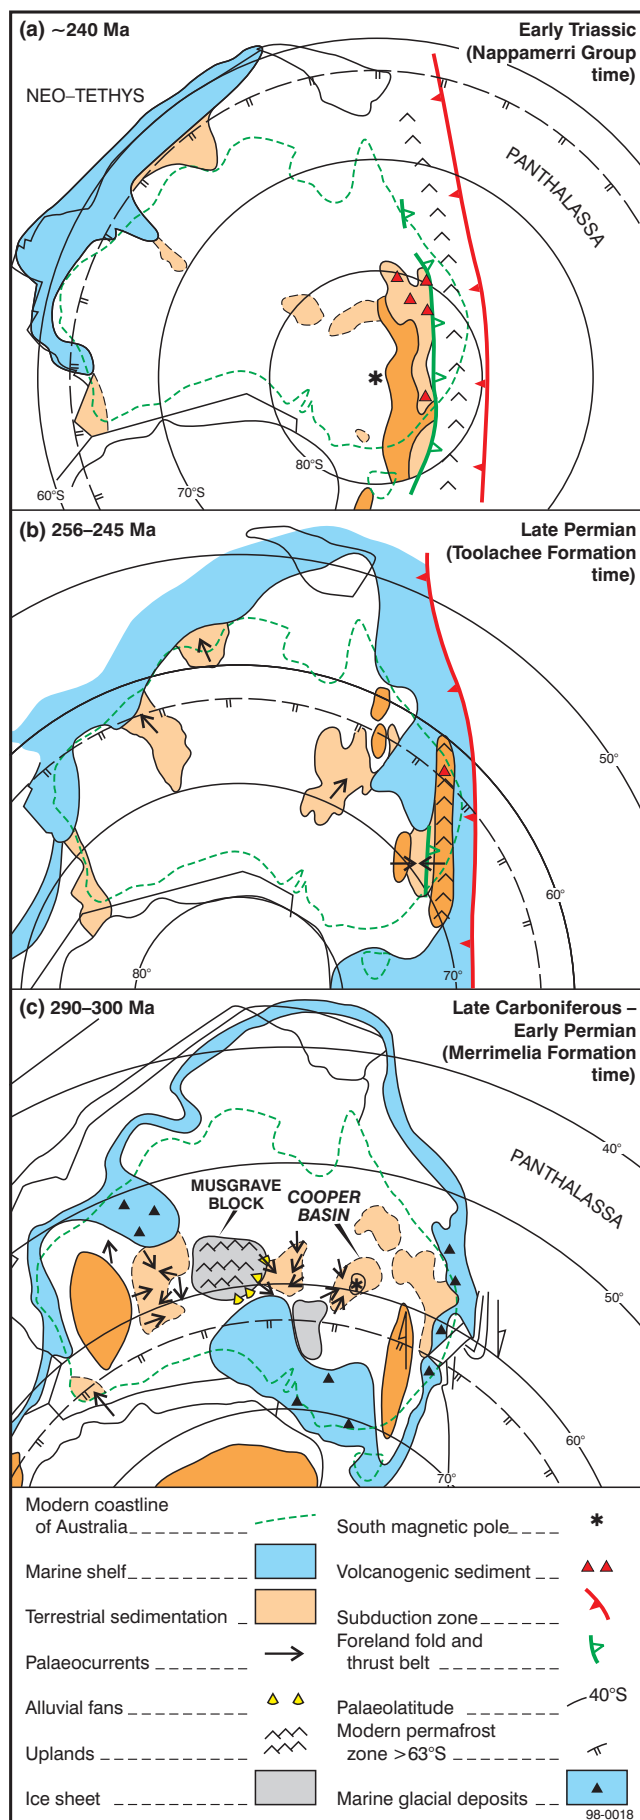 (a) ~240 Ma
Early Triassic
(Nappamerri Group
time)
NEO–TETHYS
PANTHALASSA
80°S
70°S
60°S
(b) 256–245 Ma
Late Permian
(Toolachee Formation
time)
50°
60°
80°
70°
(c) 290–300 Ma
Late Carboniferous –
Early Permian
(Merrimelia Formation
time)
40°
PANTHALASSA
MUSGRAVE
BLOCK
COOPER
BASIN
50°
60°
70°
Modern coastline
of Australia
South magnetic pole
Marine shelf
Volcanogenic sediment
Terrestrial sedimentation
Subduction zone
Palaeocurrents
Foreland fold and
thrust belt
Alluvial fans
Palaeolatitude
40°S
Uplands
Modern permafrost
zone >63°S
Ice sheet
Marine glacial deposits
98-0018